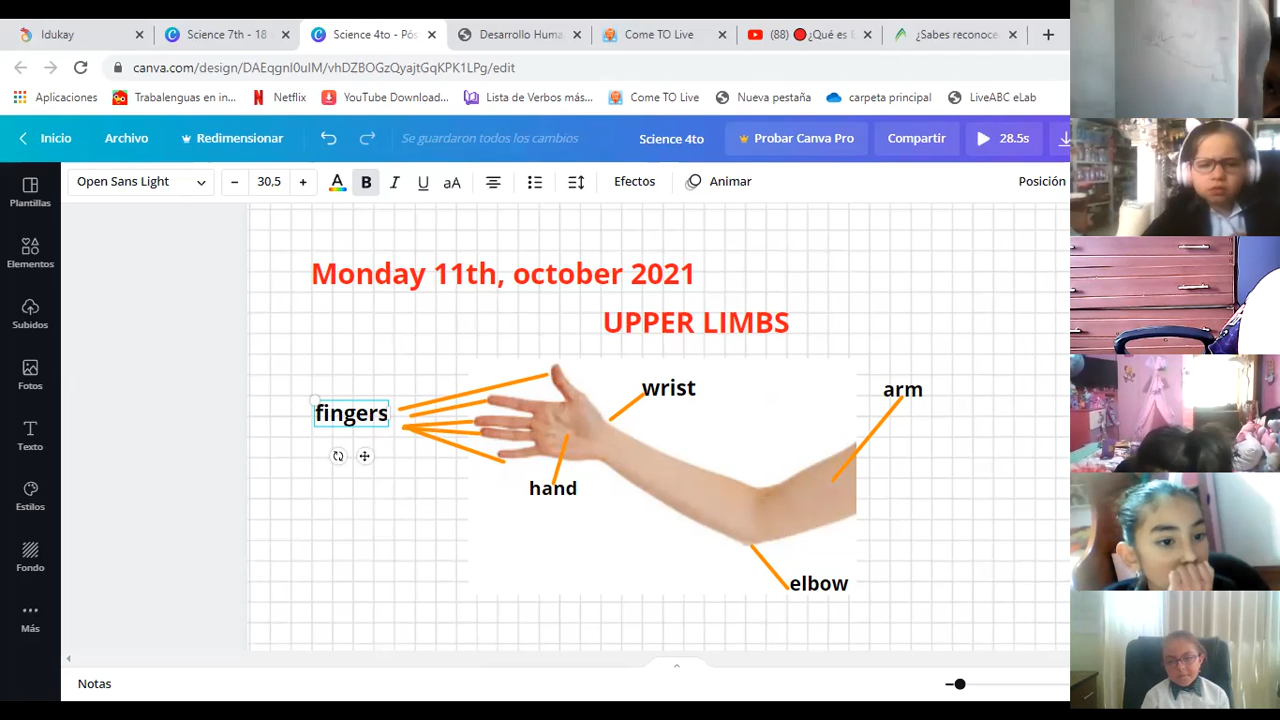 Idukay
Science 7th - 18
Science 4to - Pós
Desarrollo Huma
Come TO Live
(88) ¿Qué es E
¿Sabes reconoce
canva.com/design/DAEqgnI0uIM/vhDZBOGzQyajtGqKPK1LPg/edit
Aplicaciones
Trabalenguas en in...
Netflix
YouTube Download...
Lista de Verbos más...
Come TO Live
Nueva pestaña
carpeta principal
LiveABC eLab
Inicio
Archivo
Redimensionar
Se guardaron todos los cambios
Science 4to
Probar Canva Pro
Compartir
28.5s
Open Sans Light
– 30,5 +
A B I U aA
Efectos
Animar
Posición
Plantillas
Elementos
Subidos
Fotos
Texto
Estilos
Fondo
Más
Monday 11th, october 2021
UPPER LIMBS
wrist
arm
fingers
hand
elbow
Notas